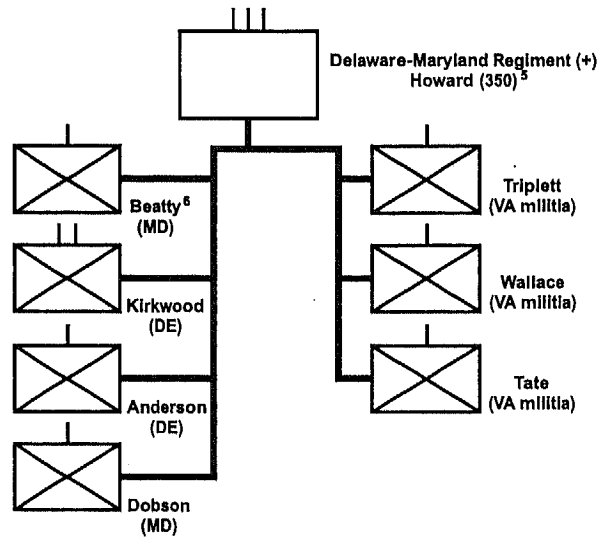 Delaware-Maryland Regiment (+)
Howard (350)⁵
Beatty⁶
(MD)
Kirkwood
(DE)
Anderson
(DE)
Dobson
(MD)
Triplett
(VA militia)
Wallace
(VA militia)
Tate
(VA militia)